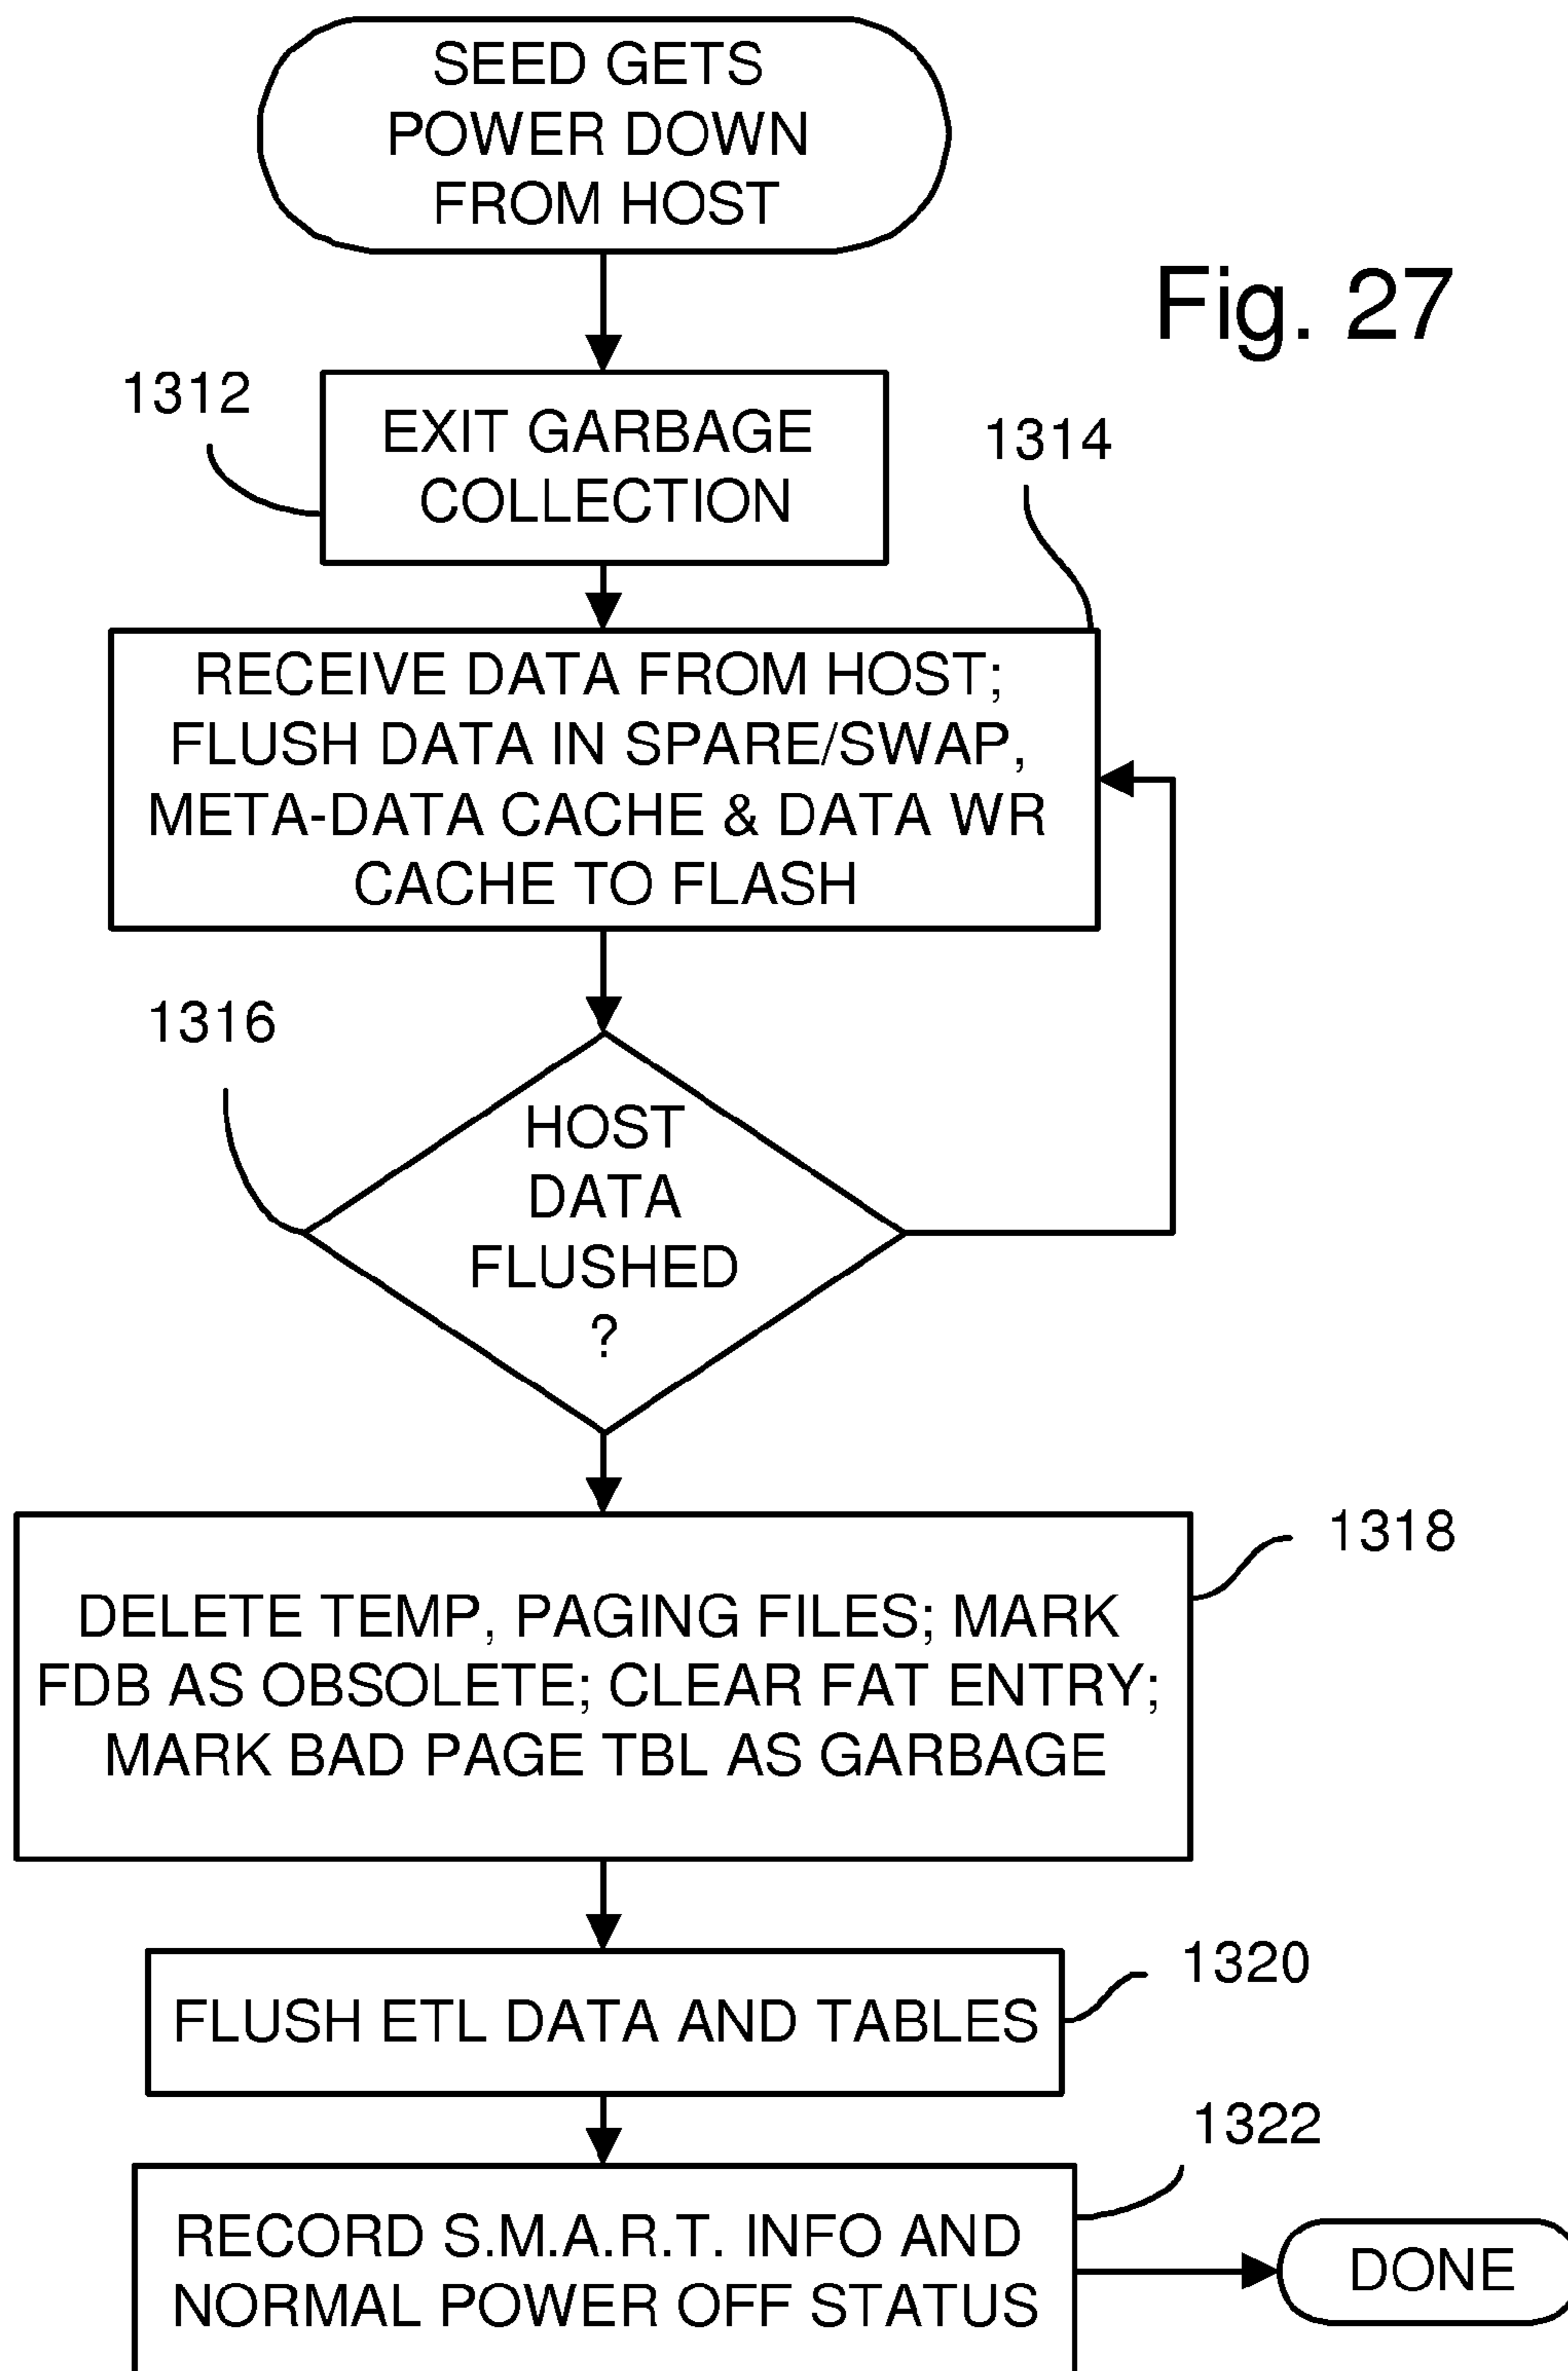 SEED GETS
POWER DOWN
FROM HOST
Fig. 27
1312
EXIT GARBAGE
COLLECTION
1314
RECEIVE DATA FROM HOST;
FLUSH DATA IN SPARE/SWAP,
META-DATA CACHE & DATA WR
CACHE TO FLASH
1316
HOST
DATA
FLUSHED
?
1318
DELETE TEMP, PAGING FILES; MARK
FDB AS OBSOLETE; CLEAR FAT ENTRY;
MARK BAD PAGE TBL AS GARBAGE
1320
FLUSH ETL DATA AND TABLES
1322
RECORD S.M.A.R.T. INFO AND
NORMAL POWER OFF STATUS
DONE